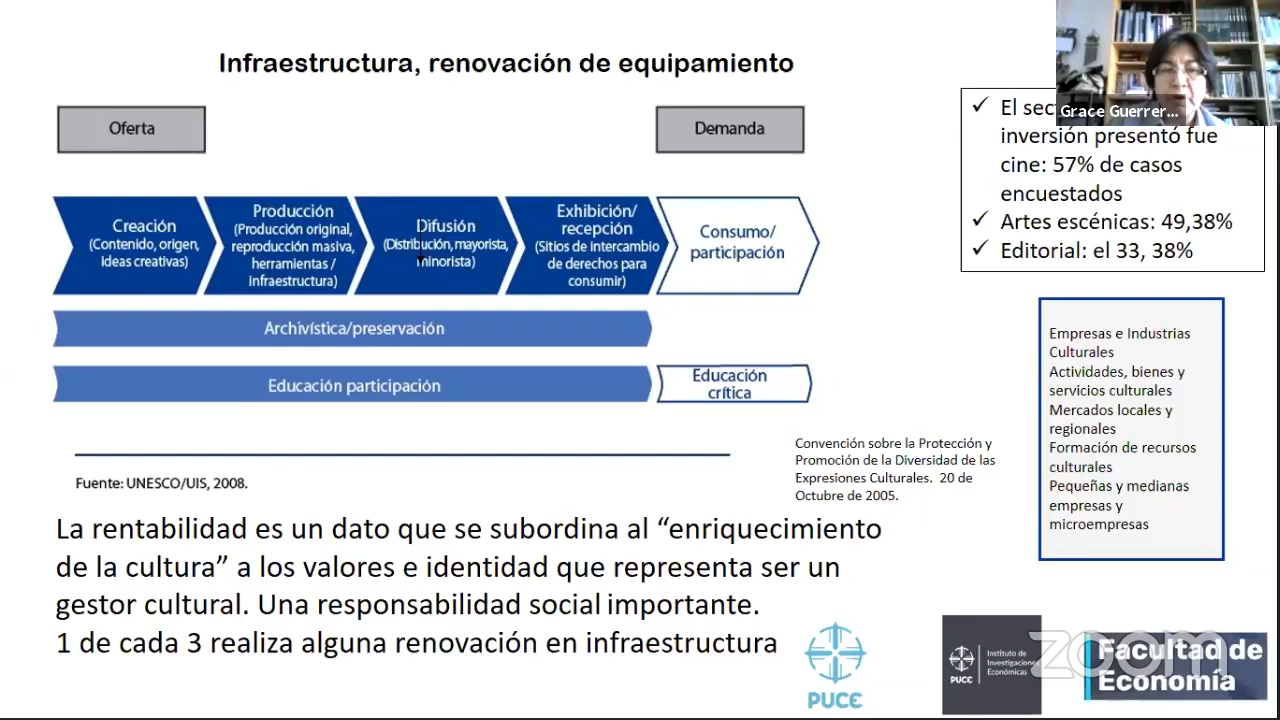 Infraestructura, renovación de equipamiento
Oferta
Demanda
Creación
(Contenido, origen,
ideas creativas)
Producción
(Producción original,
reproducción masiva,
herramientas /
infraestructura)
Difusión
(Distribución, mayorista,
minorista)
Exhibición/
recepción
(Sitios de intercambio
de derechos para
consumir)
Consumo/
participación
Archivística/preservación
Educación participación
Educación
crítica
Fuente: UNESCO/UIS, 2008.
Convención sobre la Protección y
Promoción de la Diversidad de las
Expresiones Culturales. 20 de
Octubre de 2005.
La rentabilidad es un dato que se subordina al “enriquecimiento
de la cultura” a los valores e identidad que representa ser un
gestor cultural. Una responsabilidad social importante.
1 de cada 3 realiza alguna renovación en infraestructura
Grace Guerrer...
✓ El
inversión presentó fue
cine: 57% de casos
encuestados
✓ Artes escénicas: 49,38%
✓ Editorial: el 33, 38%
Empresas e Industrias
Culturales
Actividades, bienes y
servicios culturales
Mercados locales y
regionales
Formación de recursos
culturales
Pequeñas y medianas
empresas y
microempresas
PUCE
PUCE
Instituto de
Investigaciones
Económicas
zoom
Facultad de
Economía